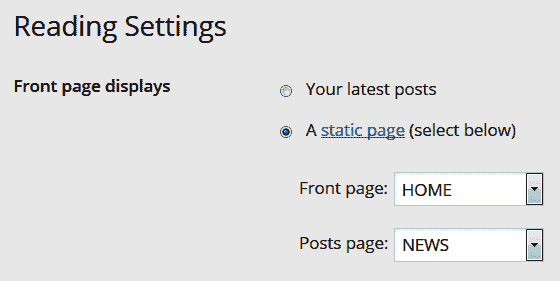 Reading Settings
Front page displays
Your latest posts
A static page (select below)
Front page: HOME
Posts page: NEWS